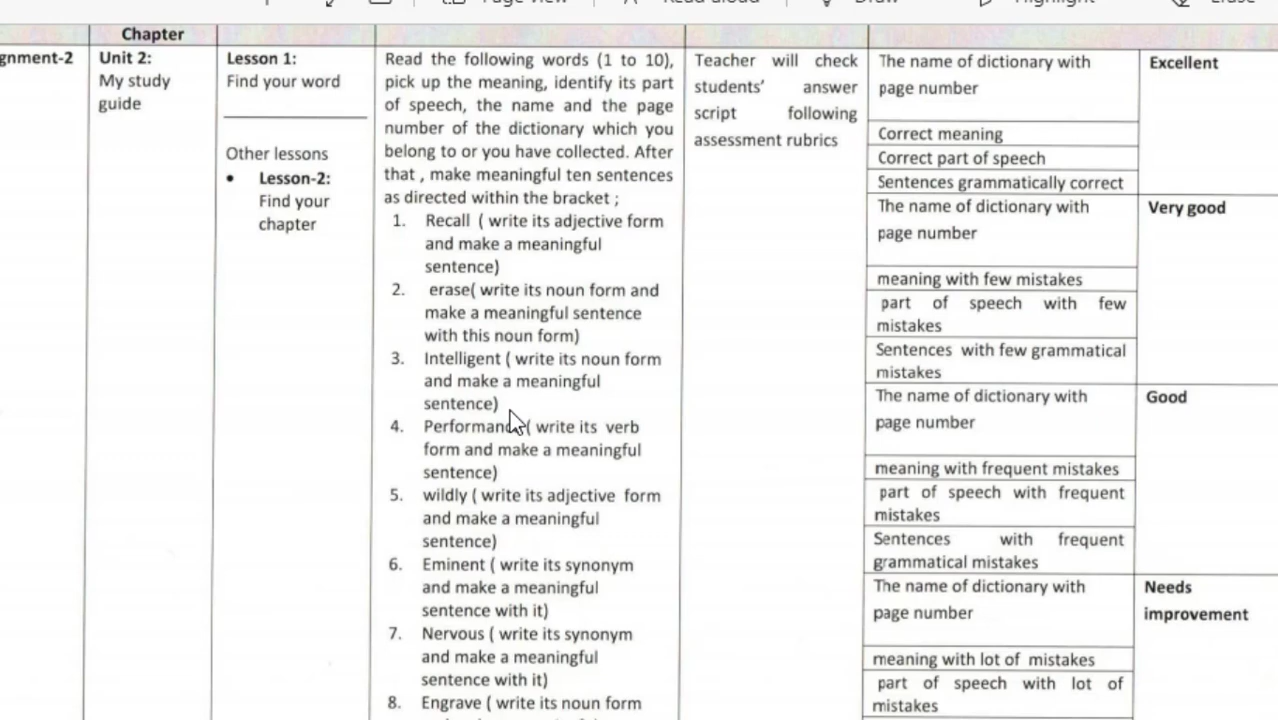 Page view
Read aloud
Draw
Highlight
Erase
Chapter
gnment-2
Unit 2:
My study
guide
Lesson 1:
Find your word
Other lessons
• Lesson-2:
Find your
chapter
Read the following words (1 to 10),
pick up the meaning, identify its part
of speech, the name and the page
number of the dictionary which you
belong to or you have collected. After
that , make meaningful ten sentences
as directed within the bracket ;
1. Recall ( write its adjective form
and make a meaningful
sentence)
2. erase( write its noun form and
make a meaningful sentence
with this noun form)
3. Intelligent ( write its noun form
and make a meaningful
sentence)
4. Performanc ( write its verb
form and make a meaningful
sentence)
5. wildly ( write its adjective form
and make a meaningful
sentence)
6. Eminent ( write its synonym
and make a meaningful
sentence with it)
7. Nervous ( write its synonym
and make a meaningful
sentence with it)
8. Engrave ( write its noun form
Teacher will check
students’ answer
script following
assessment rubrics
The name of dictionary with
page number
Correct meaning
Correct part of speech
Sentences grammatically correct
Excellent
The name of dictionary with
page number
meaning with few mistakes
part of speech with few
mistakes
Sentences with few grammatical
mistakes
Very good
The name of dictionary with
page number
meaning with frequent mistakes
part of speech with frequent
mistakes
Sentences with frequent
grammatical mistakes
Good
The name of dictionary with
page number
meaning with lot of mistakes
part of speech with lot of
mistakes
Needs
improvement